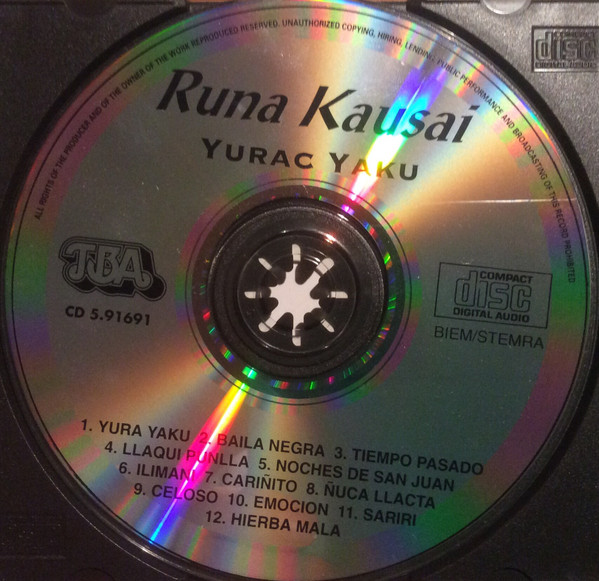 ALL RIGHTS OF THE PRODUCER AND OF THE OWNER OF THE WORK REPRODUCED RESERVED. UNAUTHORIZED COPYING, HIRING, LENDING, PUBLIC PERFORMANCE AND BROADCASTING OF THIS RECORD PROHIBITED
disc
Runa Kausai
YURAC YAKU
TBA
CD 5.91691
COMPACT
disc
DIGITAL AUDIO
BIEM/STEMRA
1. YURA YAKU 2. BAILA NEGRA 3. TIEMPO PASADO
4. LLAQUI PUNLLA 5. NOCHES DE SAN JUAN
6. ILIMANI 7. CARIÑITO 8. ÑUCA LLACTA
9. CELOSO 10. EMOCION 11. SARIRI
12. HIERBA MALA